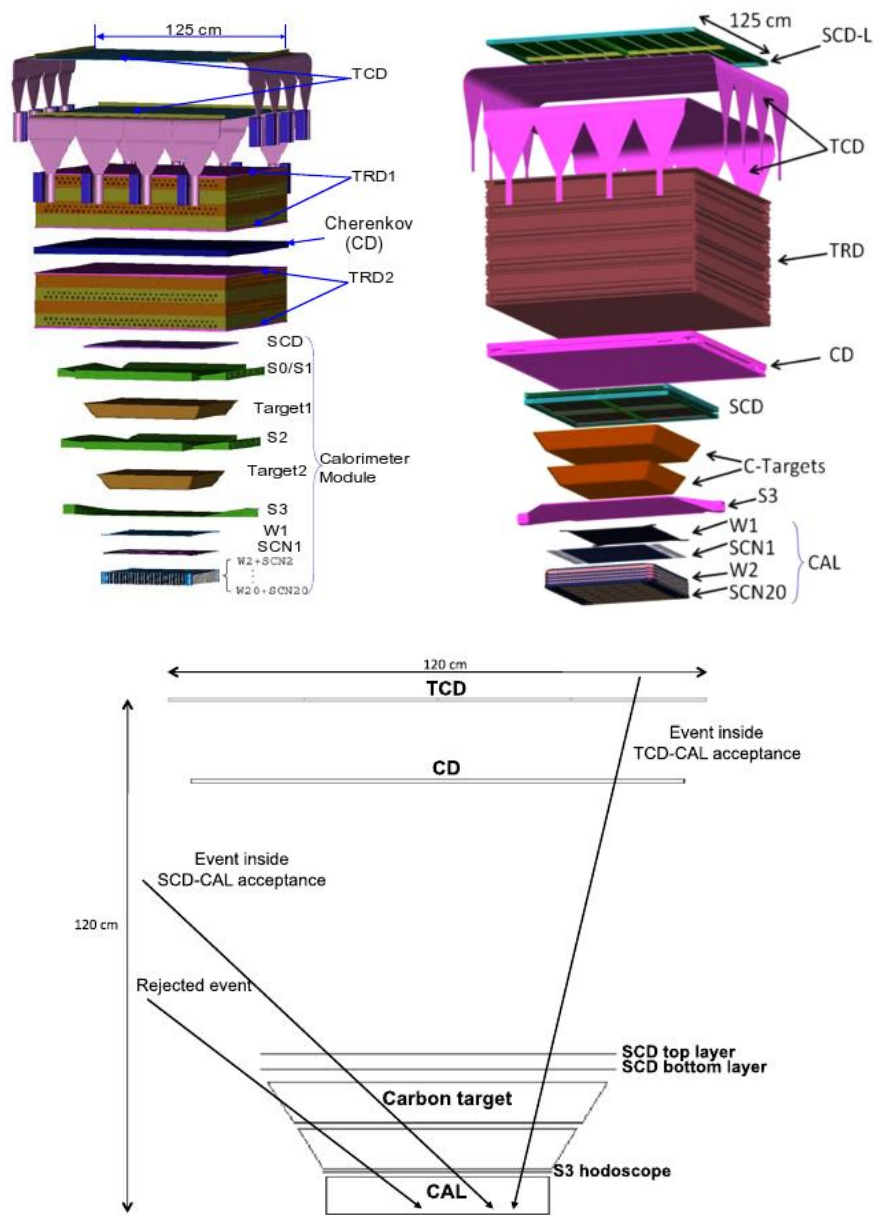 125 cm
TCD
TRD1
Cherenkov
(CD)
TRD2
SCD
S0/S1
Target1
S2
Target2
S3
W1
SCN1
W2+SCN2
⋮
W20+SCN20
Calorimeter
Module
125 cm
SCD-L
TCD
TRD
CD
SCD
C-Targets
S3
W1
SCN1
W2
SCN20
CAL
120 cm
TCD
Event inside
TCD-CAL acceptance
CD
Event inside
SCD-CAL acceptance
120 cm
Rejected event
SCD top layer
SCD bottom layer
Carbon target
S3 hodoscope
CAL